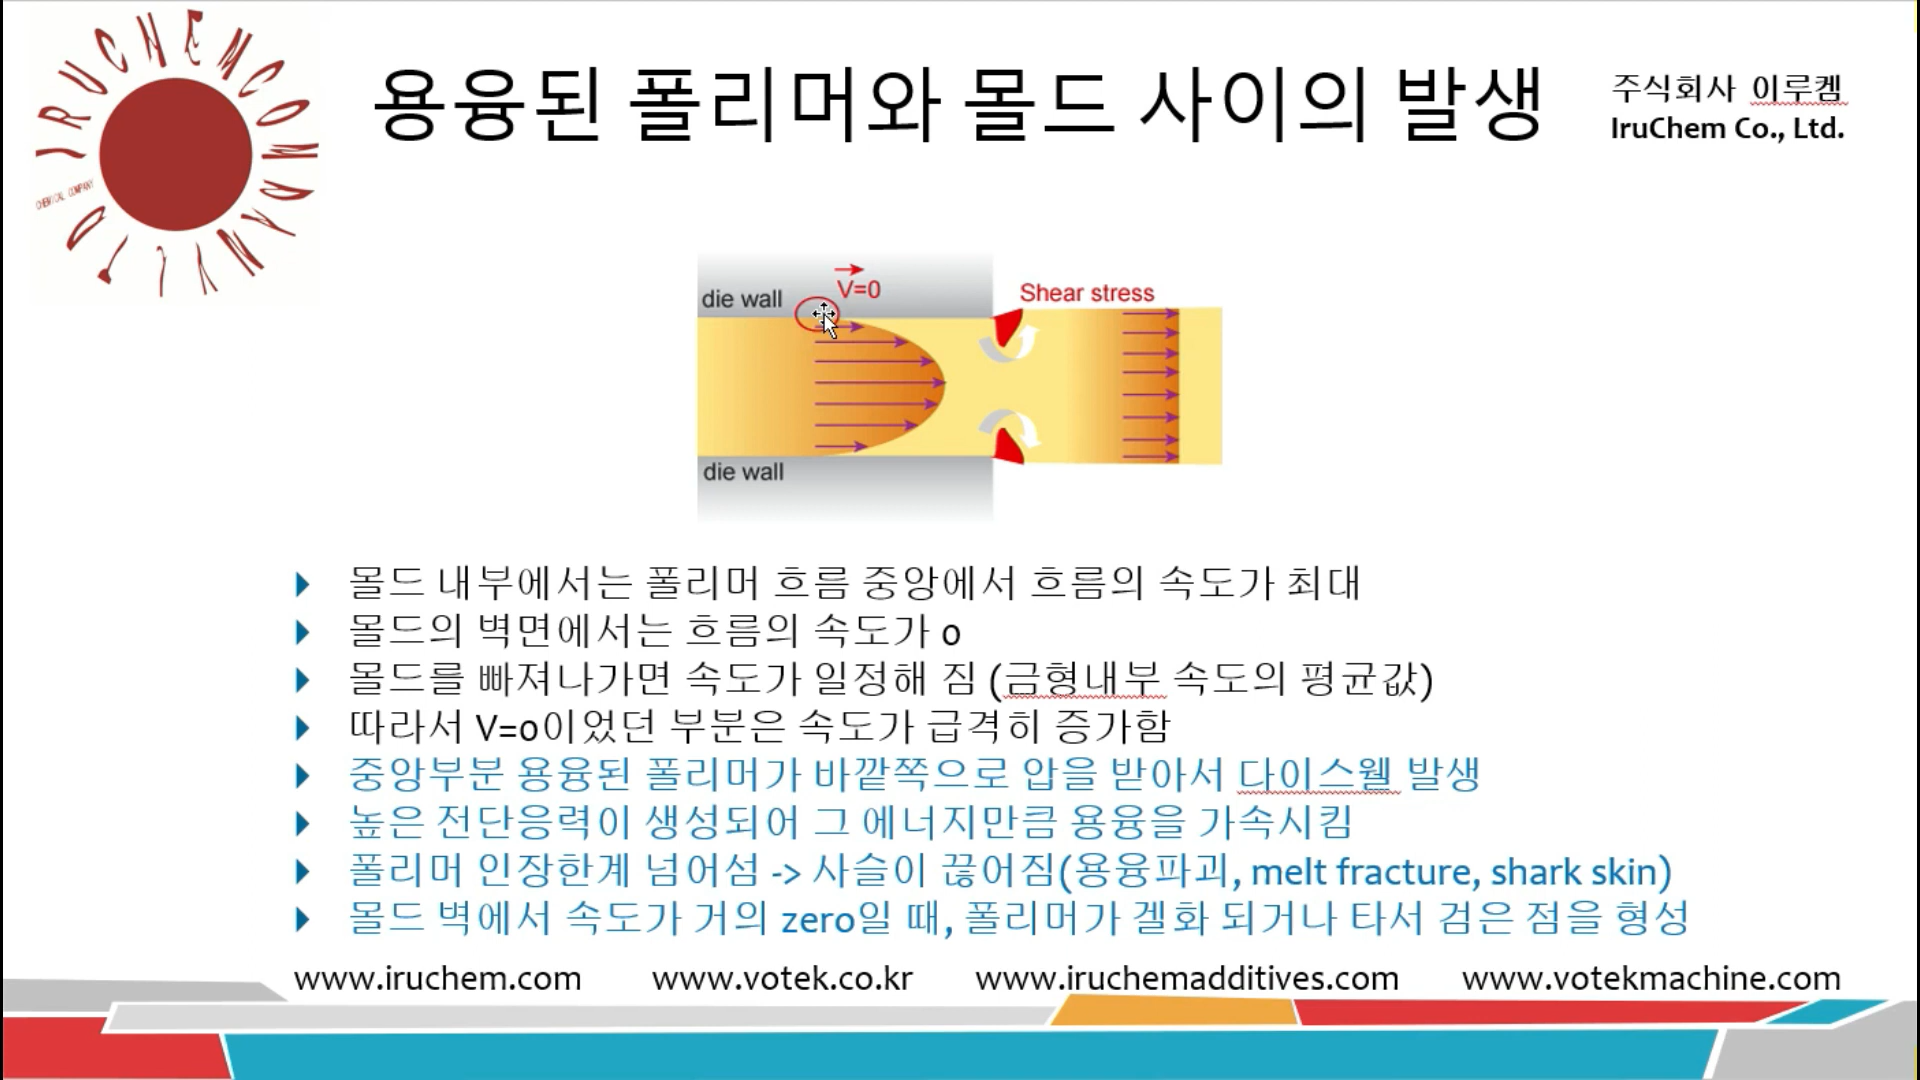 IRUCHEM COMPANY LTD
CHEMICAL COMPANY
용융된 폴리머와 몰드 사이의 발생
주식회사 이루켐
IruChem Co., Ltd.
V=0
die wall
Shear stress
die wall
몰드 내부에서는 폴리머 흐름 중앙에서 흐름의 속도가 최대
몰드의 벽면에서는 흐름의 속도가 0
몰드를 빠져나가면 속도가 일정해 짐 (금형내부 속도의 평균값)
따라서 V=0이었던 부분은 속도가 급격히 증가함
중앙부분 용융된 폴리머가 바깥쪽으로 압을 받아서 다이스웰 발생
높은 전단응력이 생성되어 그 에너지만큼 용융을 가속시킴
폴리머 인장한계 넘어섬 -> 사슬이 끊어짐(용융파괴, melt fracture, shark skin)
몰드 벽에서 속도가 거의 zero일 때, 폴리머가 겔화 되거나 타서 검은 점을 형성
www.iruchem.com www.votek.co.kr www.iruchemadditives.com www.votekmachine.com